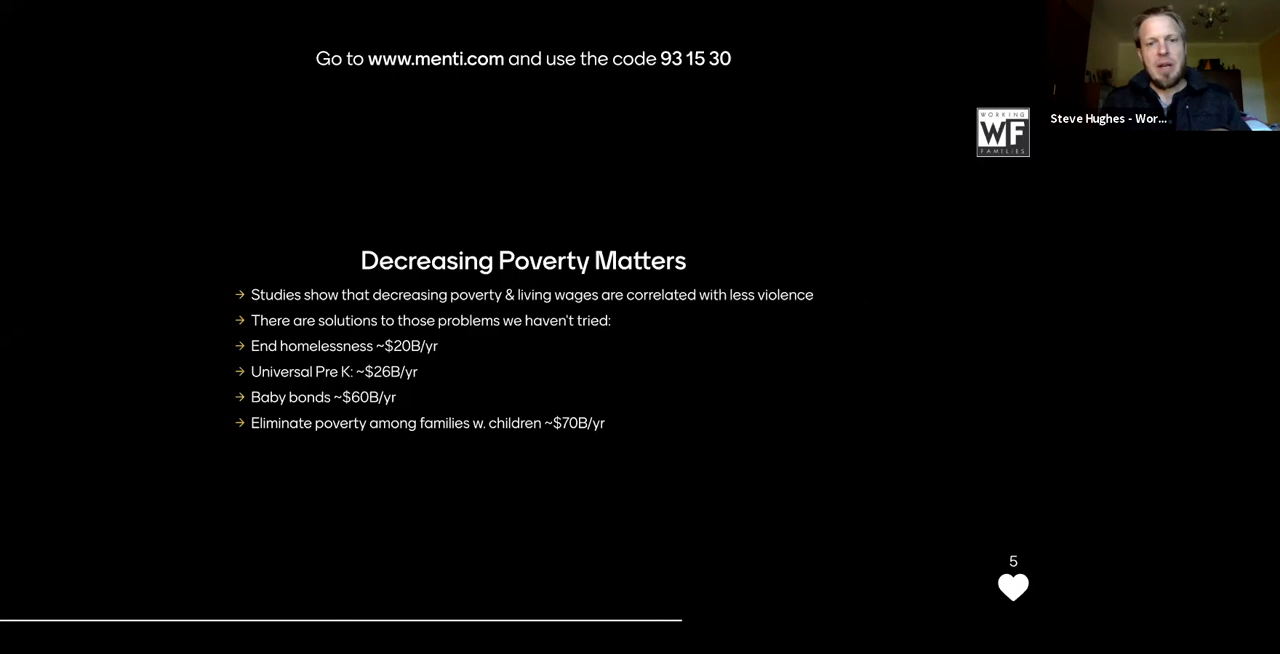 Go to www.menti.com and use the code 93 15 30
WORKING
WF
FAMILIES
Steve Hughes - Wor...
Decreasing Poverty Matters
→ Studies show that decreasing poverty & living wages are correlated with less violence
→ There are solutions to those problems we haven't tried:
→ End homelessness ~$20B/yr
→ Universal Pre K: ~$26B/yr
→ Baby bonds ~$60B/yr
→ Eliminate poverty among families w. children ~$70B/yr
5